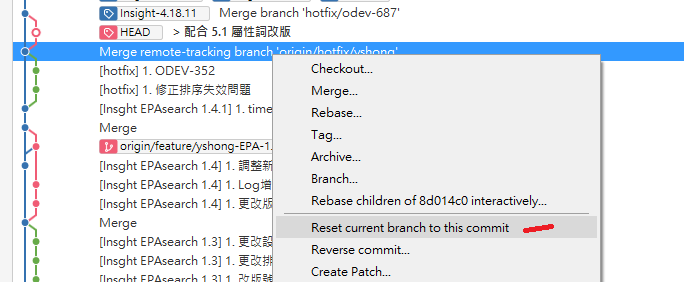 Insight-4.18.11 Merge branch 'hotfix/odev-687'
HEAD > 配合 5.1 屬性詞改版
Merge remote-tracking branch 'origin/hotfix/yshong'
[hotfix] 1. ODEV-352
[hotfix] 1. 修正排序失效問題
[Insght EPAsearch 1.4.1] 1. time
Merge
origin/feature/yshong-EPA-1.
[Insght EPAsearch 1.4] 1. 調整新
[Insght EPAsearch 1.4] 1. Log增
[Insght EPAsearch 1.4] 1. 更改版
Merge
[Insght EPAsearch 1.3] 1. 更改設
[Insght EPAsearch 1.3] 1. 更改排
[Insght EPAsearch 1.3] 1. 改版號
Checkout...
Merge...
Rebase...
Tag...
Archive...
Branch...
Rebase children of 8d014c0 interactively...
Reset current branch to this commit
Reverse commit...
Create Patch...